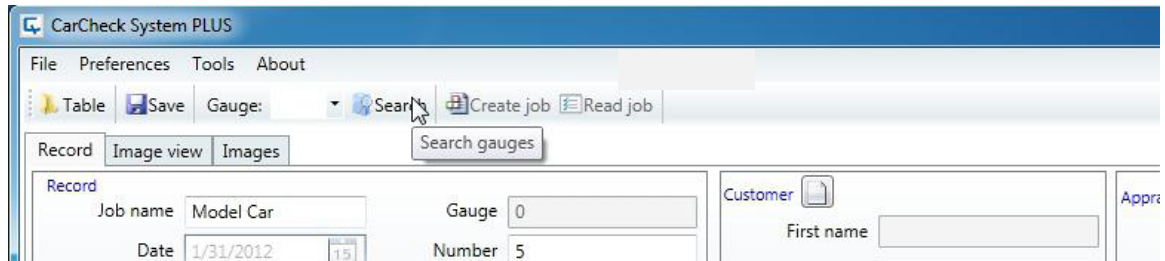 CarCheck System PLUS
File Preferences Tools About
Table Save Gauge: Search Create job Read job
Search gauges
Record Image view Images
Record
Job name Model Car Gauge 0
Date 1/31/2012 15 Number 5
Customer
First name